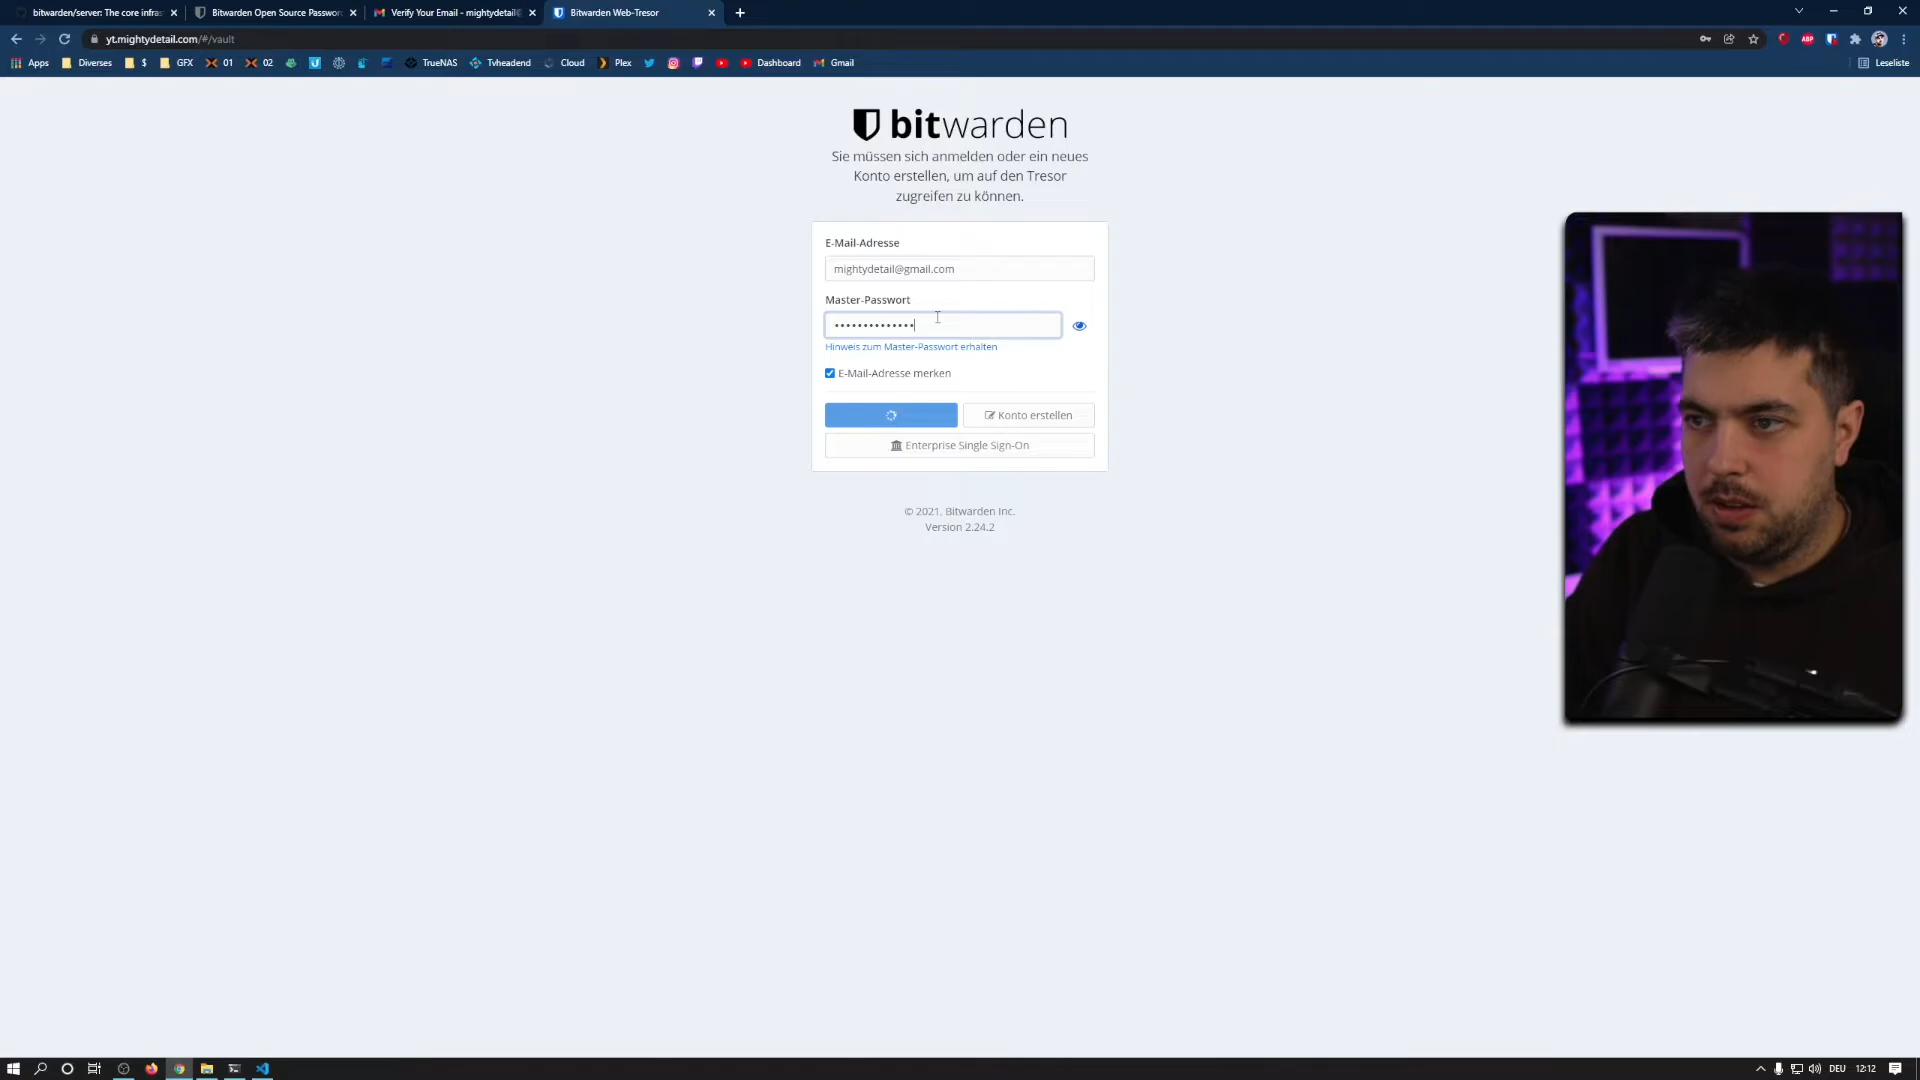 bitwarden/server: The core infras
Bitwarden Open Source Passwor
Verify Your Email - mightydetail@
Bitwarden Web-Tresor
yt.mightydetail.com/#/vault
Apps
Diverses
$
GFX
01
02
TrueNAS
Tvheadend
Cloud
Plex
Dashboard
Gmail
Leseliste
bitwarden
Sie müssen sich anmelden oder ein neues
Konto erstellen, um auf den Tresor
zugreifen zu können.
E-Mail-Adresse
mightydetail@gmail.com
Master-Passwort
••••••••••••••
Hinweis zum Master-Passwort erhalten
E-Mail-Adresse merken
Konto erstellen
Enterprise Single Sign-On
© 2021, Bitwarden Inc.
Version 2.24.2
DEU
12:12